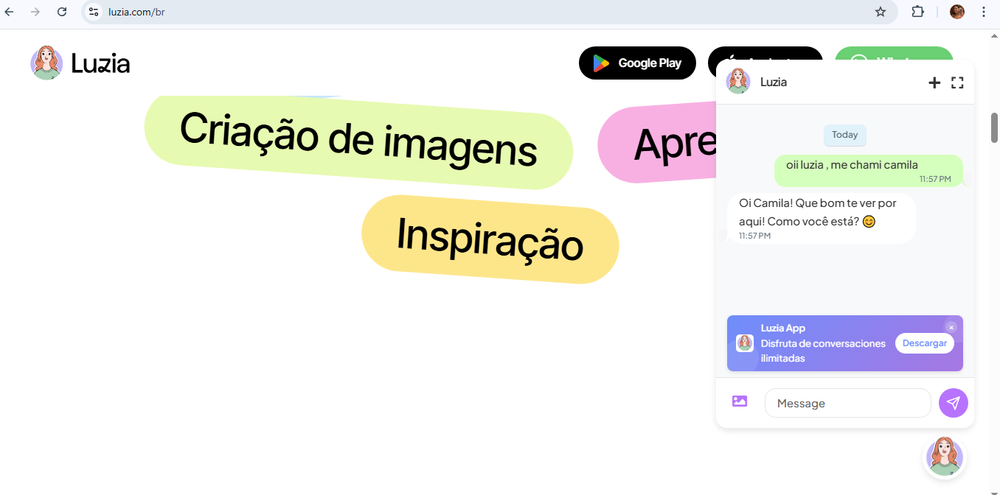 luzia.com/br
Luzia
Google Play
Criação de imagens
Apre
Inspiração
Luzia
Today
oii luzia , me chami camila
11:57 PM
Oi Camila! Que bom te ver por
aqui! Como você está? 😊
11:57 PM
Luzia App
Disfruta de conversaciones
ilimitadas
Descargar
Message